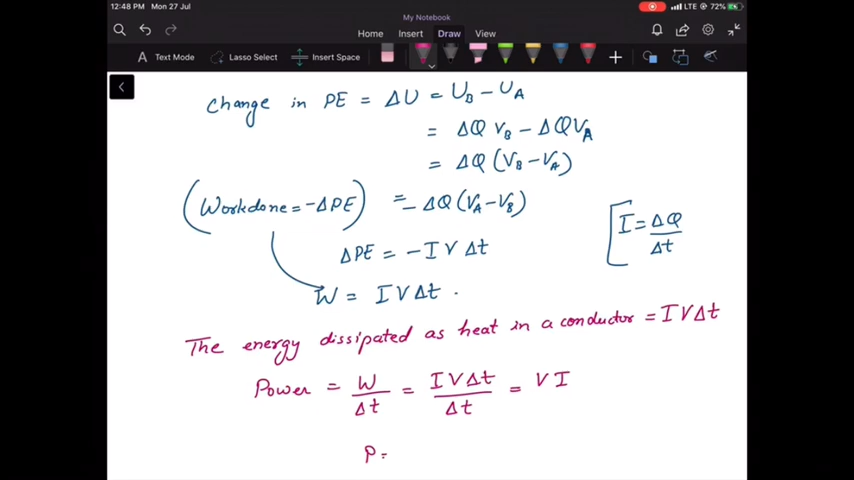 12:48 PM Mon 27 Jul
LTE 72%
My Notebook
Home Insert Draw View
Text Mode Lasso Select Insert Space
Change in PE = ΔU = U_B - U_A
= ΔQ V_B - ΔQ V_A
= ΔQ (V_B - V_A)
(Workdone = -ΔPE) = - ΔQ (V_A - V_B)
[I = ΔQ/Δt
ΔPE = - I V Δt
W = I V Δt .
The energy dissipated as heat in a conductor = I V Δt
Power = W/Δt = I V Δt/Δt = V I
P =